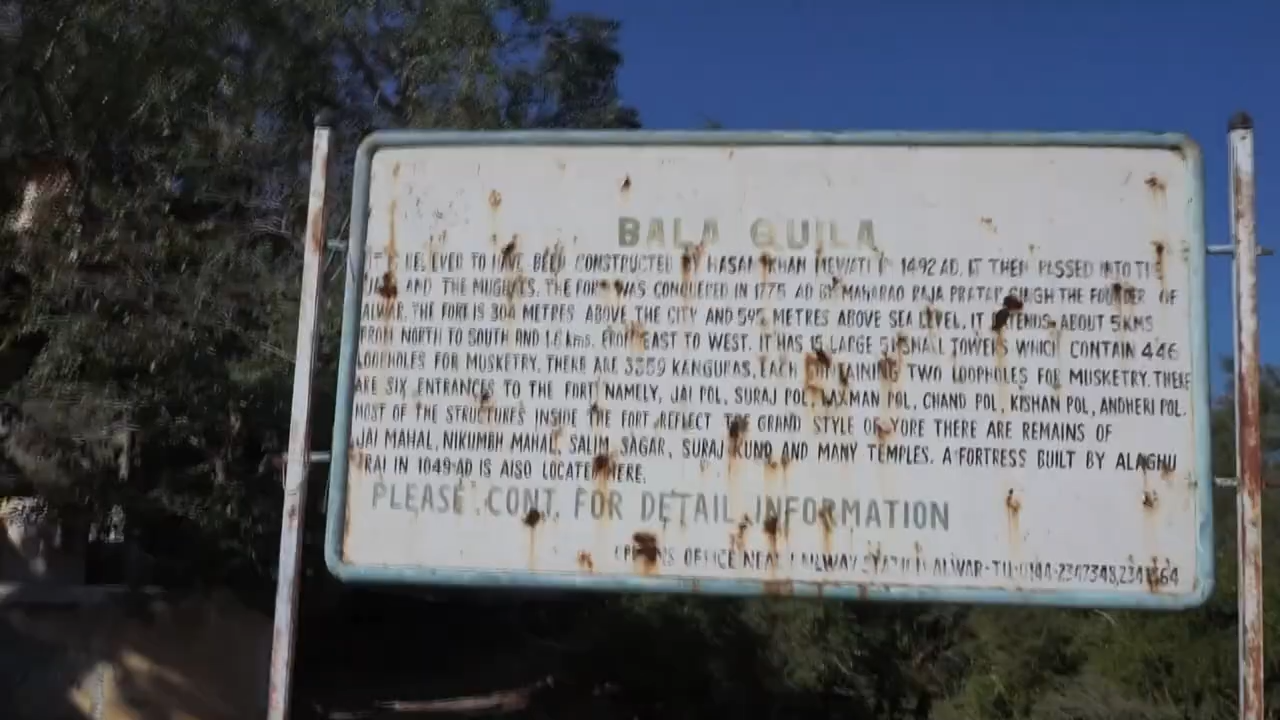 BALA QUILA
BELEVED TO HAVE BEEN CONSTRUCTED BY HASAN KHAN MEWATI IN 1492 AD. IT THEN PASSED INTO THE
JATS AND THE MUGHALS. THE FORT WAS CONQUERED IN 1775 AD BY MAHARAO RAJA PRATAP SINGH THE FOUNDER OF
ALWAR. THE FORT IS 304 METRES ABOVE THE CITY AND 595 METRES ABOVE SEA LEVEL. IT EXTENDS ABOUT 5KMS
FROM NORTH TO SOUTH AND 1.6 kms. FROM EAST TO WEST. IT HAS 15 LARGE 51 SMALL TOWERS WHICH CONTAIN 446
LOOPHOLES FOR MUSKETRY. THERE ARE 3359 KANGURAS, EACH CONTAINING TWO LOOPHOLES FOR MUSKETRY. THERE
ARE SIX ENTRANCES TO THE FORT NAMELY, JAI POL, SURAJ POL, LAXMAN POL, CHAND POL, KISHAN POL, ANDHERI POL.
MOST OF THE STRUCTURES INSIDE THE FORT REFLECT THE GRAND STYLE OF YORE THERE ARE REMAINS OF
JAI MAHAL, NIKUMBH MAHAL, SALIM SAGAR, SURAJ KUND AND MANY TEMPLES. A FORTRESS BUILT BY ALAGHU
RAI IN 1049 AD IS ALSO LOCATED HERE.
PLEASE CONT. FOR DETAIL INFORMATION
OFFICE NEAR RAILWAY STATION ALWAR-